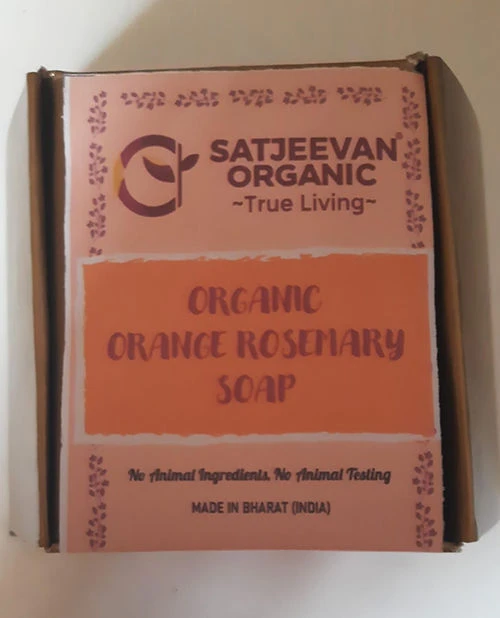 SATJEEVAN®
ORGANIC
~True Living~
ORGANIC
ORANGE ROSEMARY
SOAP
No Animal Ingredients, No Animal Testing
MADE IN BHARAT (INDIA)